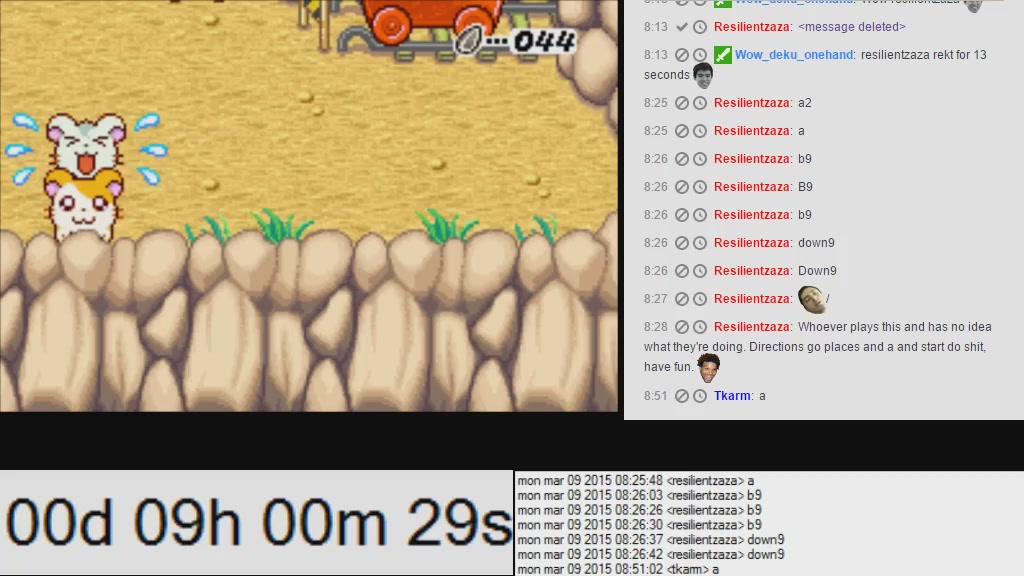 044
Wow_deku_onehand:
8:13 Resilientzaza: <message deleted>
8:13 Wow_deku_onehand: resilientzaza rekt for 13
seconds
8:25 Resilientzaza: a2
8:25 Resilientzaza: a
8:26 Resilientzaza: b9
8:26 Resilientzaza: B9
8:26 Resilientzaza: b9
8:26 Resilientzaza: down9
8:26 Resilientzaza: Down9
8:27 Resilientzaza: /
8:28 Resilientzaza: Whoever plays this and has no idea
what they're doing. Directions go places and a and start do shit,
have fun.
8:51 Tkarm: a
00d 09h 00m 29s
mon mar 09 2015 08:25:48 <resilientzaza> a
mon mar 09 2015 08:26:03 <resilientzaza> b9
mon mar 09 2015 08:26:26 <resilientzaza> b9
mon mar 09 2015 08:26:30 <resilientzaza> b9
mon mar 09 2015 08:26:37 <resilientzaza> down9
mon mar 09 2015 08:26:42 <resilientzaza> down9
mon mar 09 2015 08:51:02 <tkarm> a